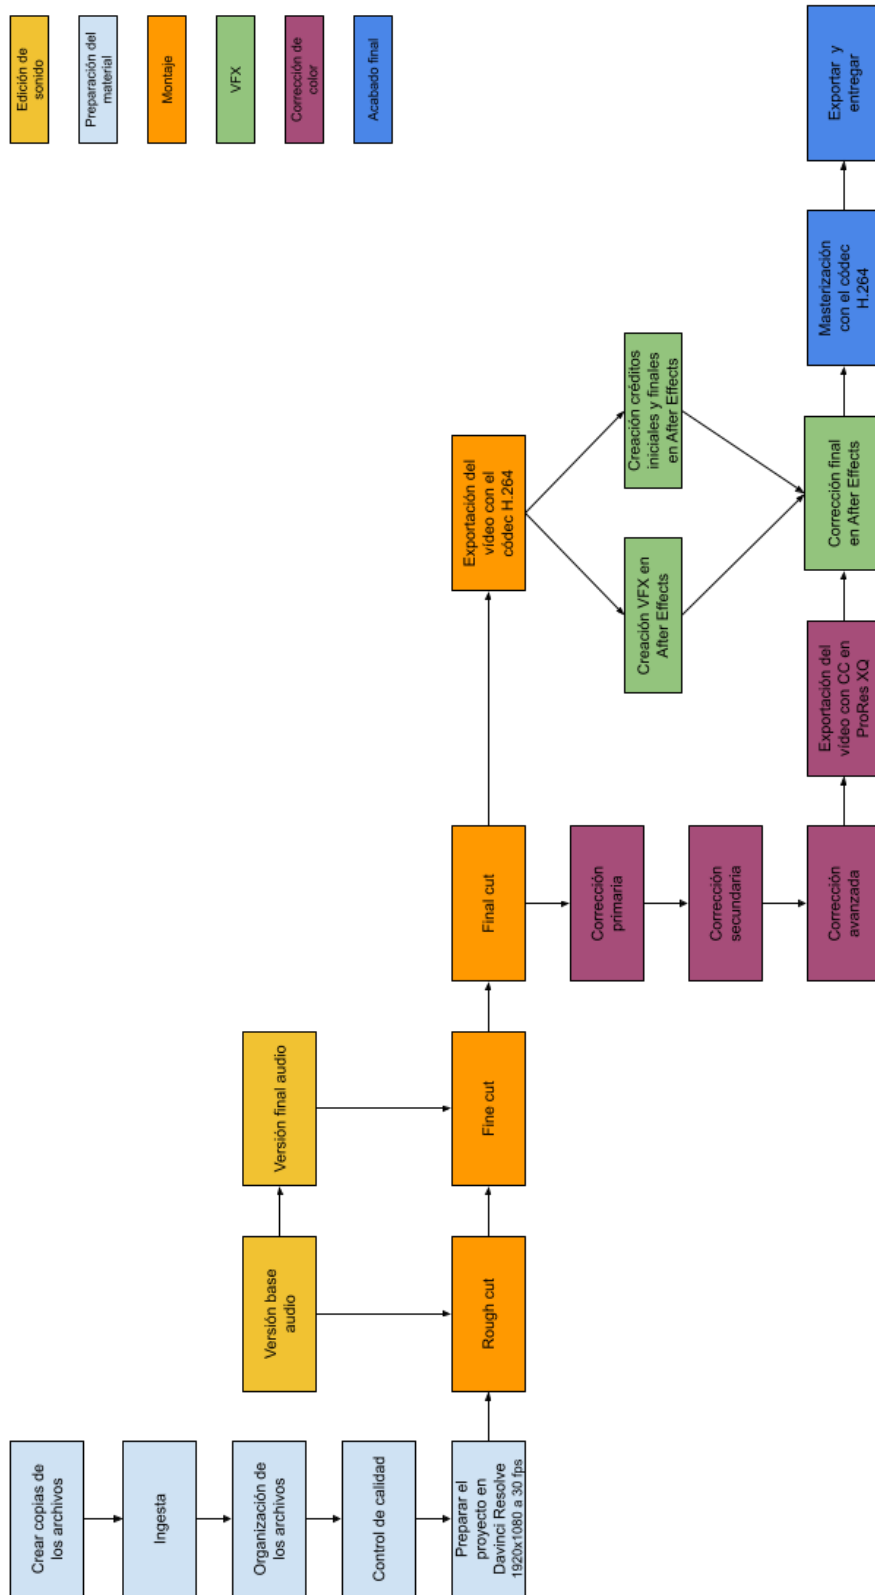 Edición de
sonido
Preparación del
material
Montaje
VFX
Corrección de
color
Acabado final
Crear copias de
los archivos
Ingesta
Organización de
los archivos
Control de calidad
Preparar el
proyecto en
Davinci Resolve
1920x1080 a 30 fps
Versión base
audio
Versión final audio
Rough cut
Fine cut
Final cut
Exportación del
vídeo con el
códec H.264
Corrección
primaria
Corrección
secundaria
Corrección
avanzada
Creación VFX en
After Effects
Creación créditos
iniciales y finales
en After Effects
Exportación del
vídeo con CC en
ProRes XQ
Corrección final
en After Effects
Masterización
con el códec
H.264
Exportar y
entregar